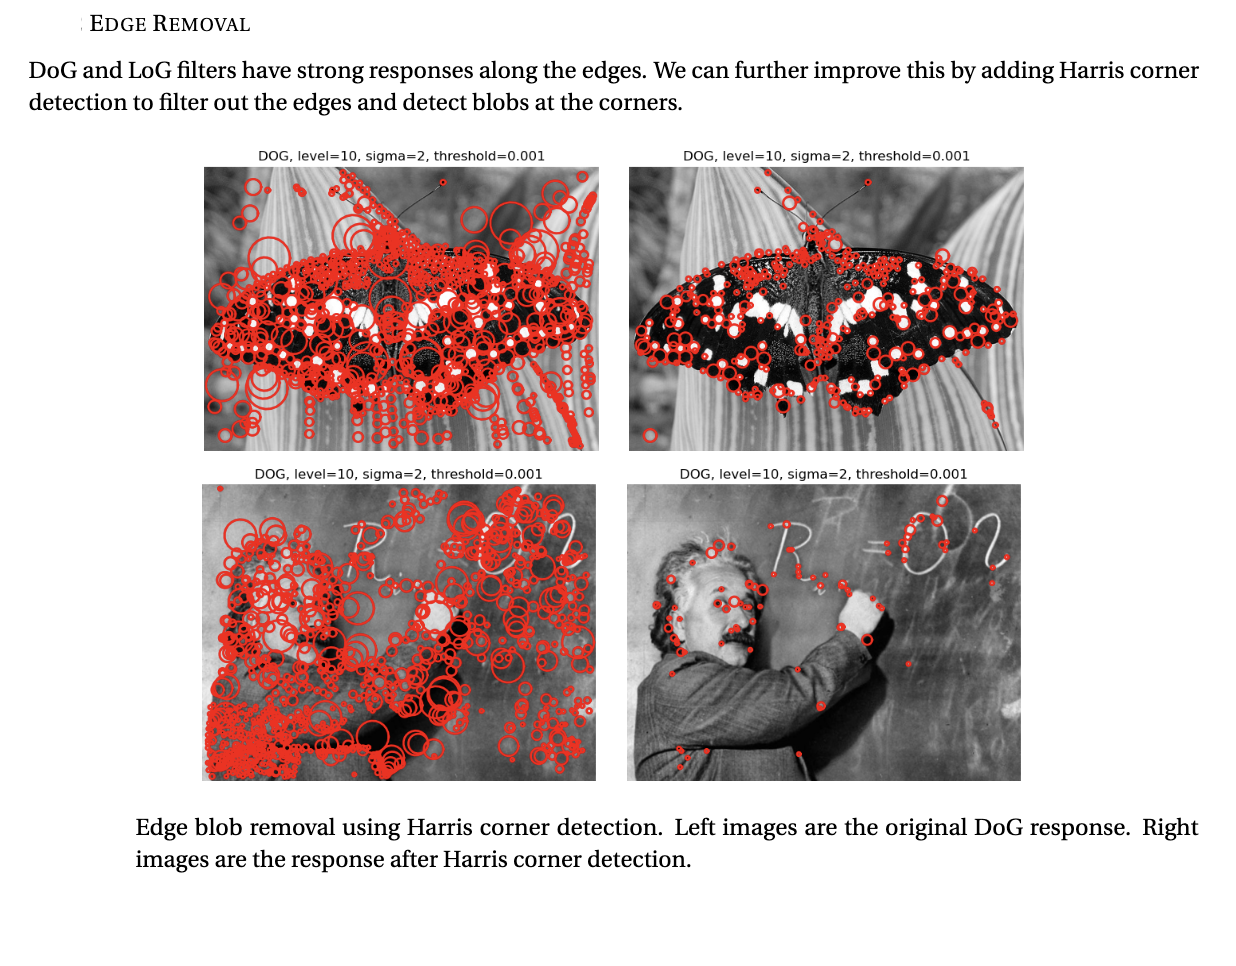 EDGE REMOVAL
DoG and LoG filters have strong responses along the edges. We can further improve this by adding Harris corner
detection to filter out the edges and detect blobs at the corners.
DOG, level=10, sigma=2, threshold=0.001
DOG, level=10, sigma=2, threshold=0.001
DOG, level=10, sigma=2, threshold=0.001
DOG, level=10, sigma=2, threshold=0.001
Edge blob removal using Harris corner detection. Left images are the original DoG response. Right
images are the response after Harris corner detection.